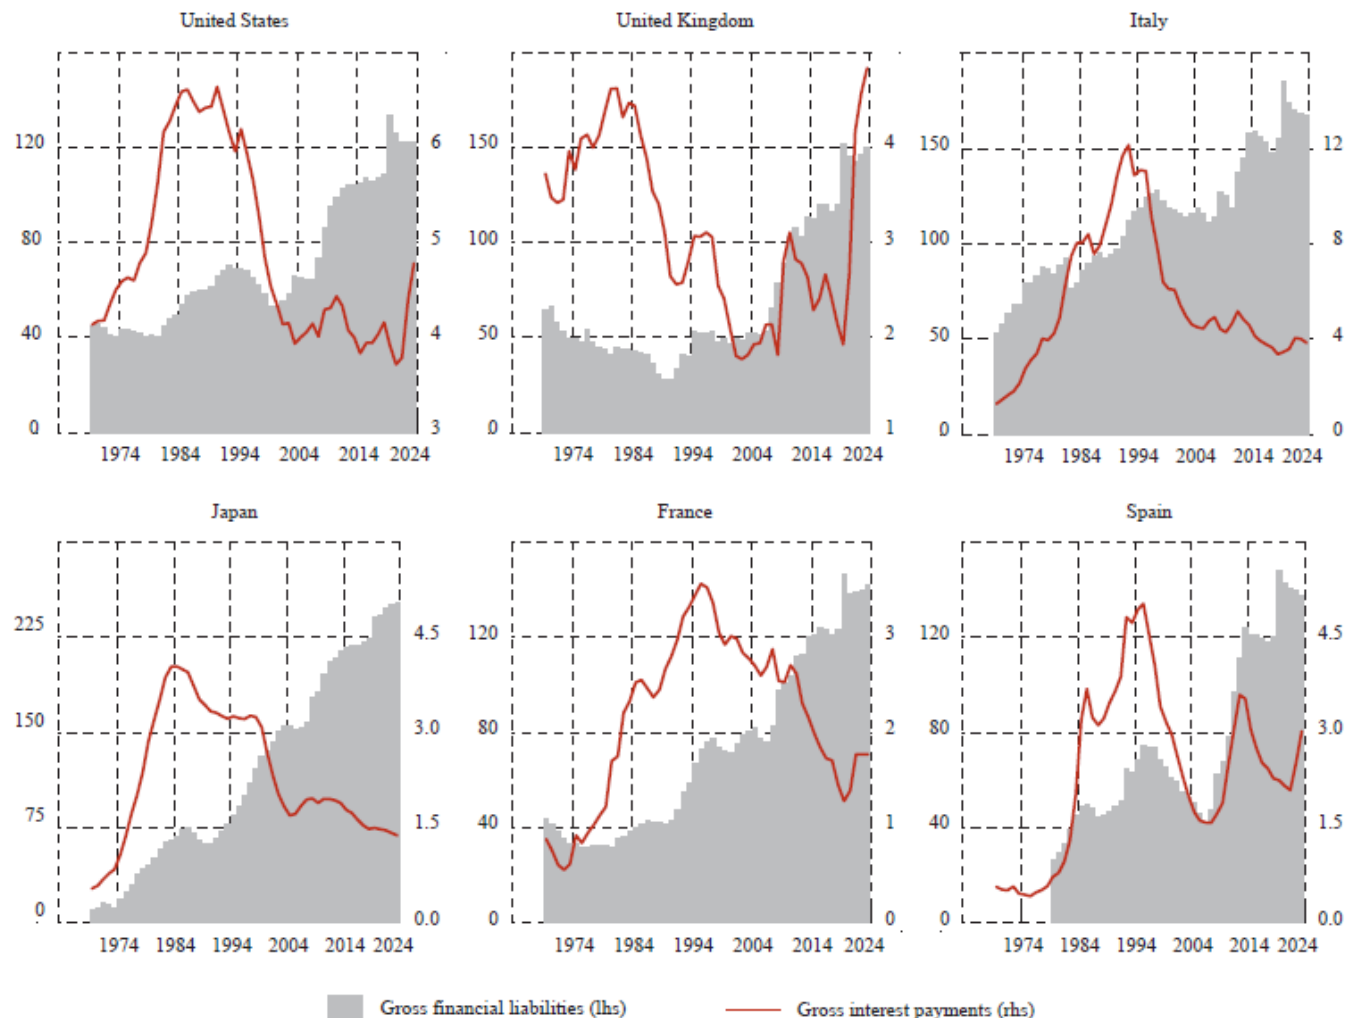 United States United Kingdom Italy
120 6 150 4 150 12
80 5 100 3 100 8
40 4 50 2 50 4
0 3 0 1 0 0
1974 1984 1994 2004 2014 2024 1974 1984 1994 2004 2014 2024 1974 1984 1994 2004 2014 2024
Japan France Spain
225 4.5 120 3 120 4.5
150 3.0 80 2 80 3.0
75 1.5 40 1 40 1.5
0 0.0 0 0 0 0.0
1974 1984 1994 2004 2014 2024 1974 1984 1994 2004 2014 2024 1974 1984 1994 2004 2014 2024
Gross financial liabilities (lhs) Gross interest payments (rhs)